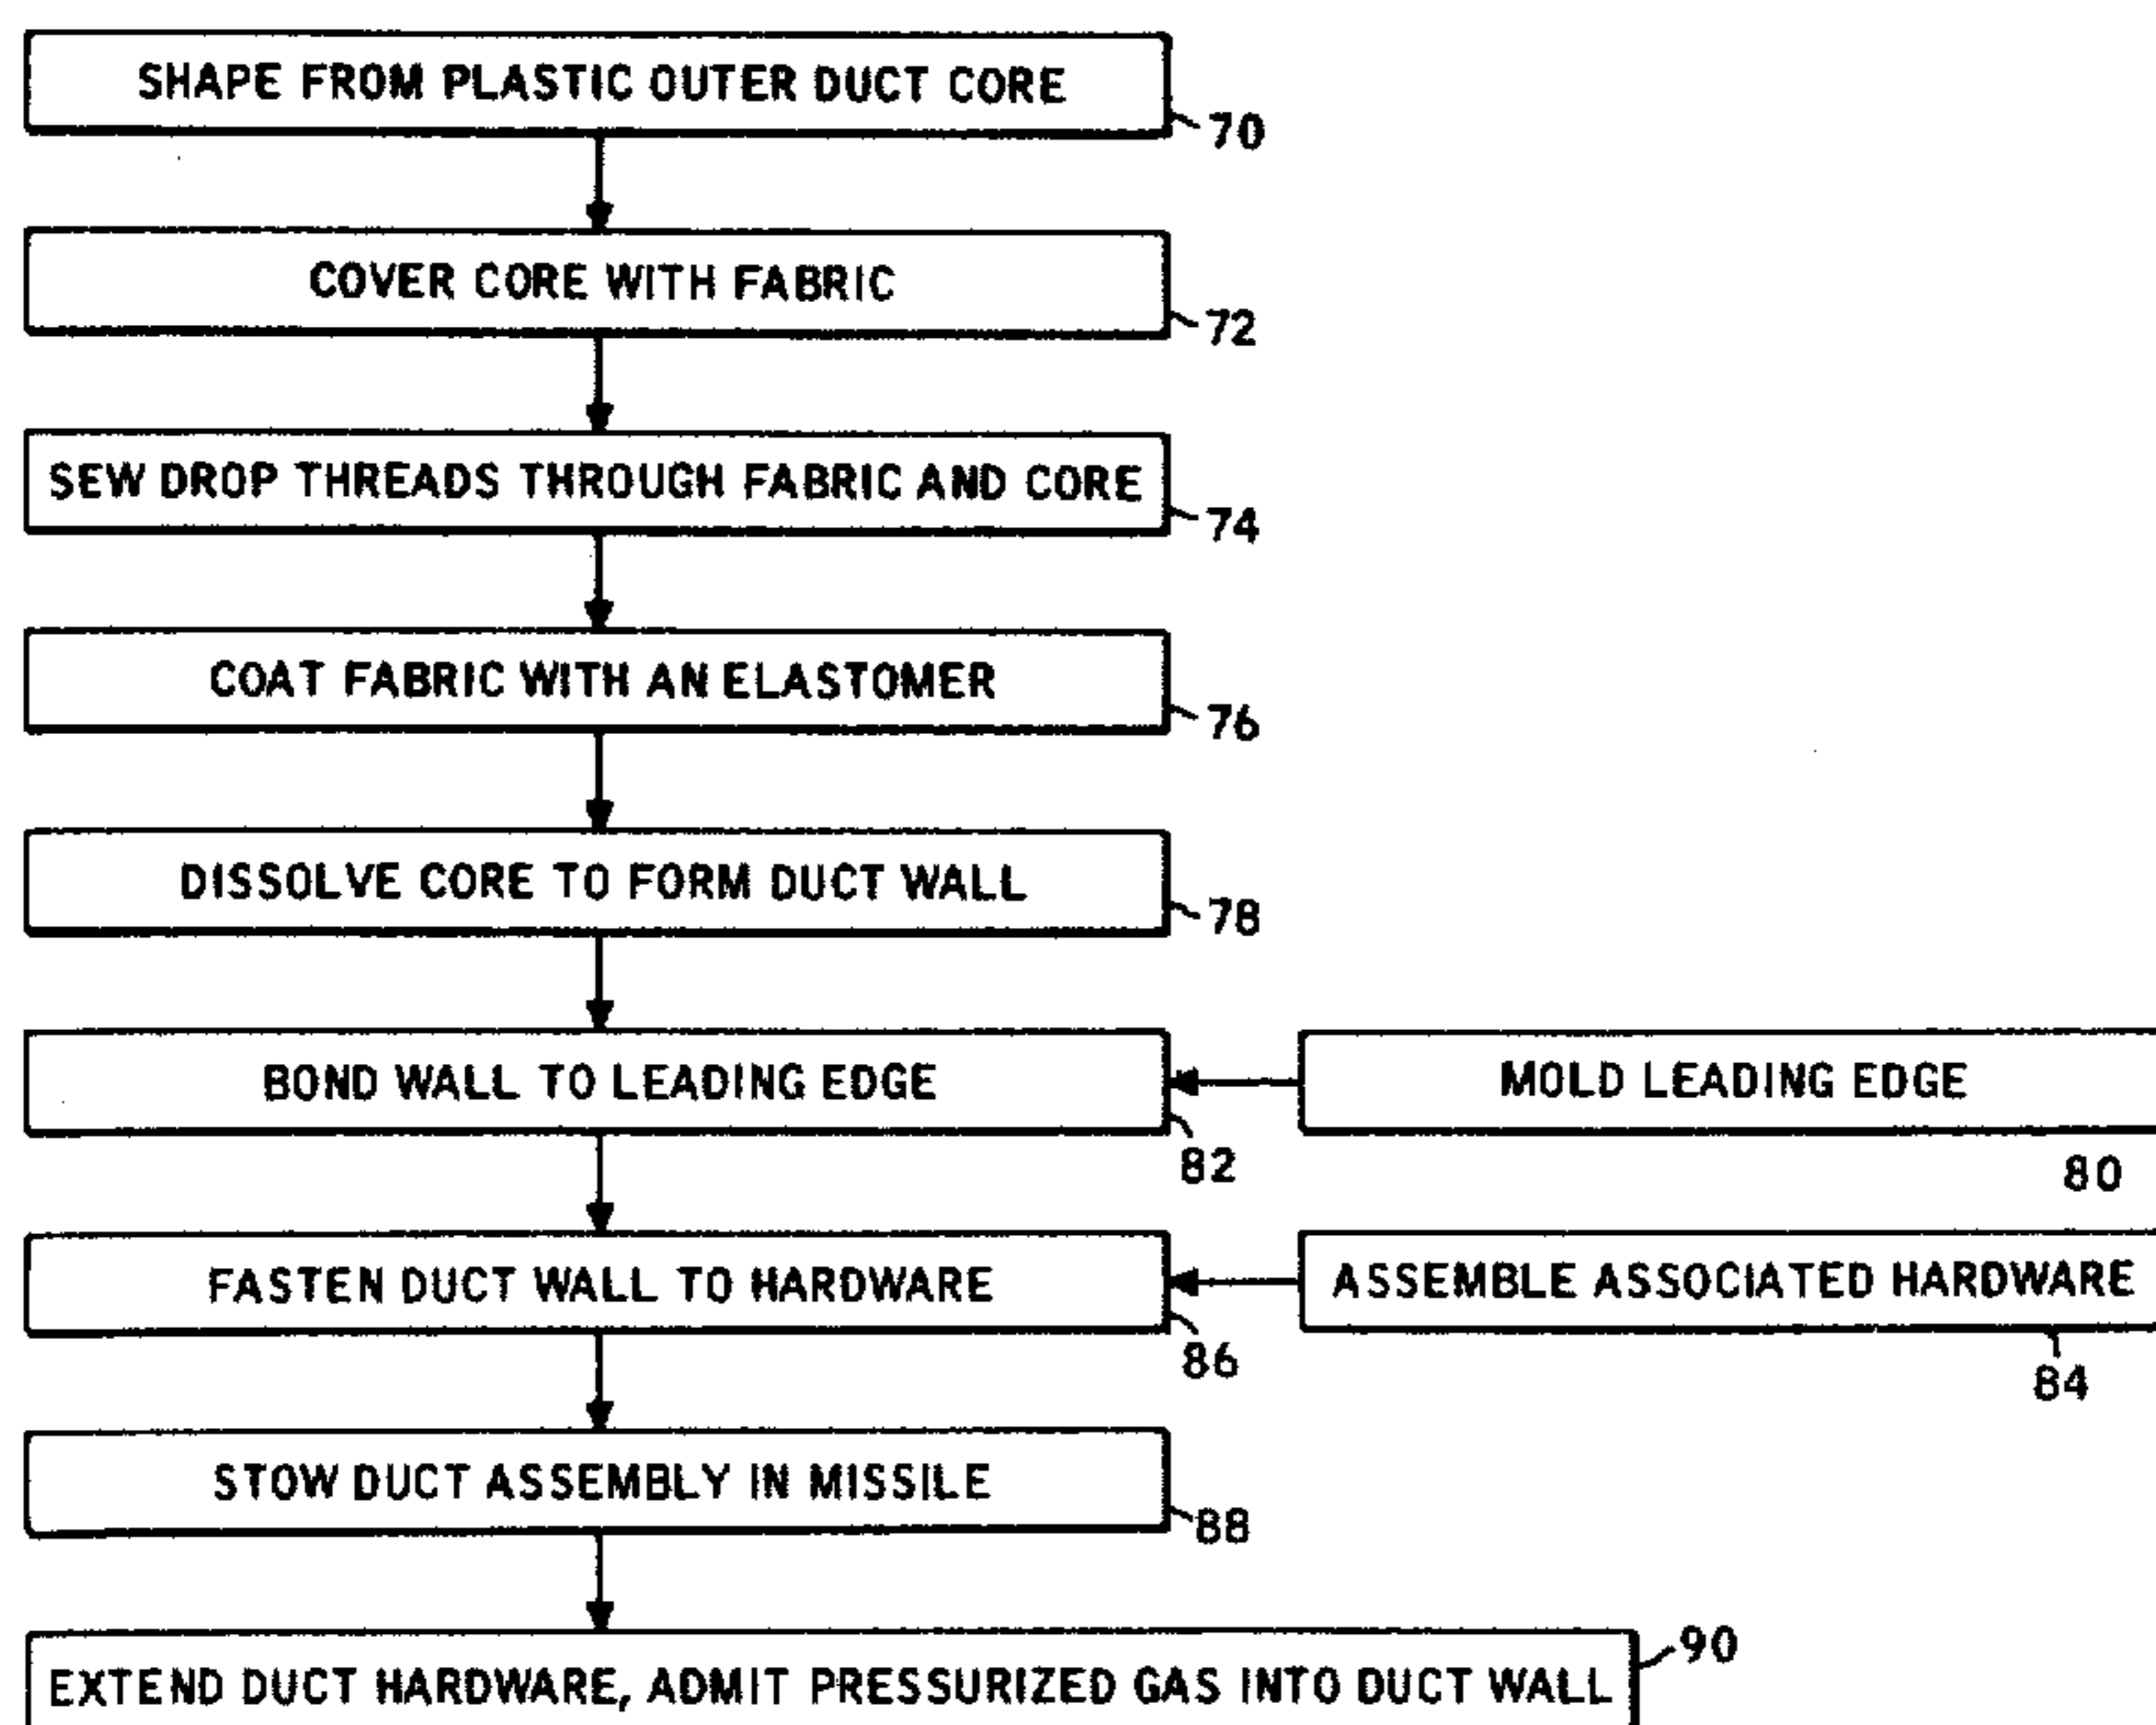 SHAPE FROM PLASTIC OUTER DUCT CORE
70
COVER CORE WITH FABRIC
72
SEW DROP THREADS THROUGH FABRIC AND CORE
74
COAT FABRIC WITH AN ELASTOMER
76
DISSOLVE CORE TO FORM DUCT WALL
78
BOND WALL TO LEADING EDGE
82
MOLD LEADING EDGE
80
FASTEN DUCT WALL TO HARDWARE
86
ASSEMBLE ASSOCIATED HARDWARE
84
STOW DUCT ASSEMBLY IN MISSILE
88
EXTEND DUCT HARDWARE, ADMIT PRESSURIZED GAS INTO DUCT WALL
90